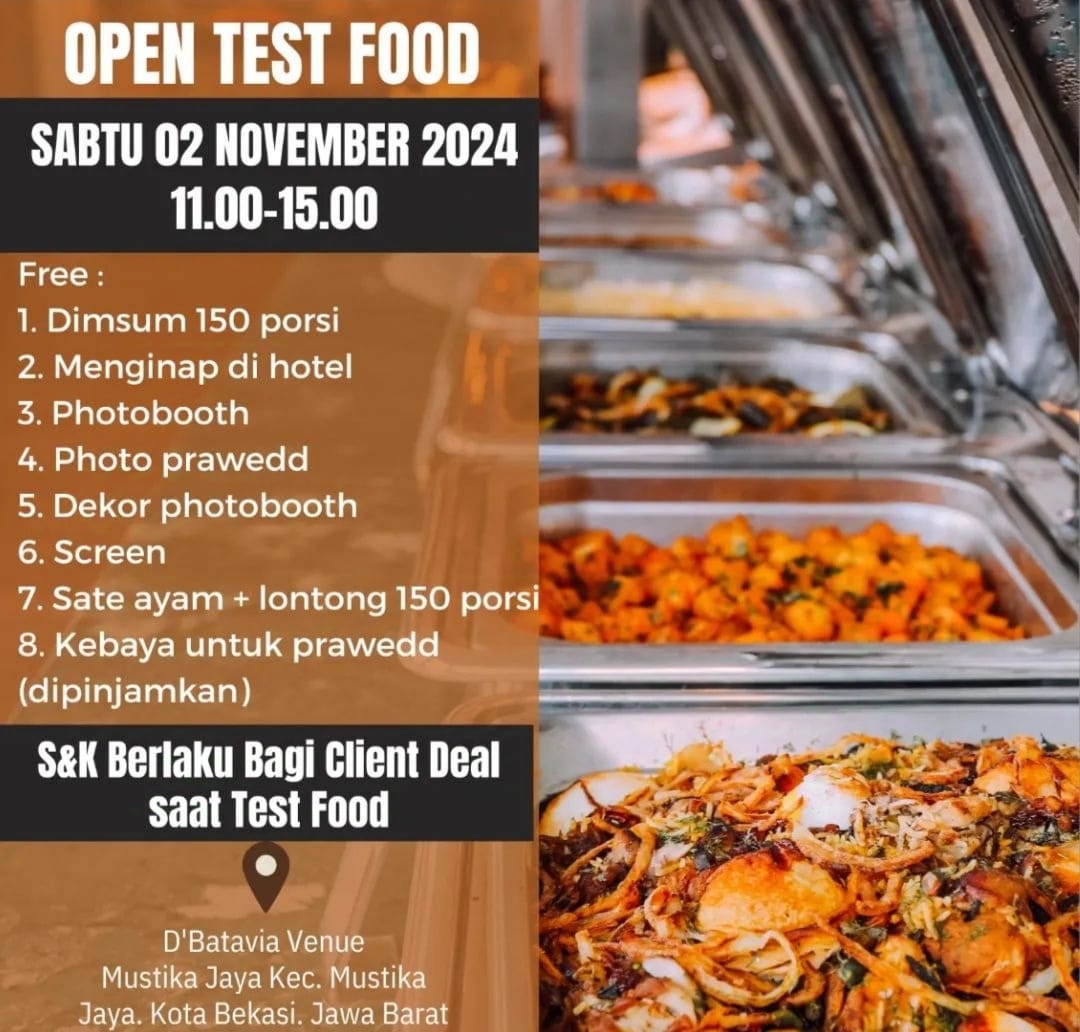 OPEN TEST FOOD
SABTU 02 NOVEMBER 2024
11.00-15.00
Free :
1. Dimsum 150 porsi
2. Menginap di hotel
3. Photobooth
4. Photo prawedd
5. Dekor photobooth
6. Screen
7. Sate ayam + lontong 150 porsi
8. Kebaya untuk prawedd
(dipinjamkan)
S&K Berlaku Bagi Client Deal
saat Test Food
D'Batavia Venue
Mustika Jaya Kec. Mustika
Jaya. Kota Bekasi. Jawa Barat